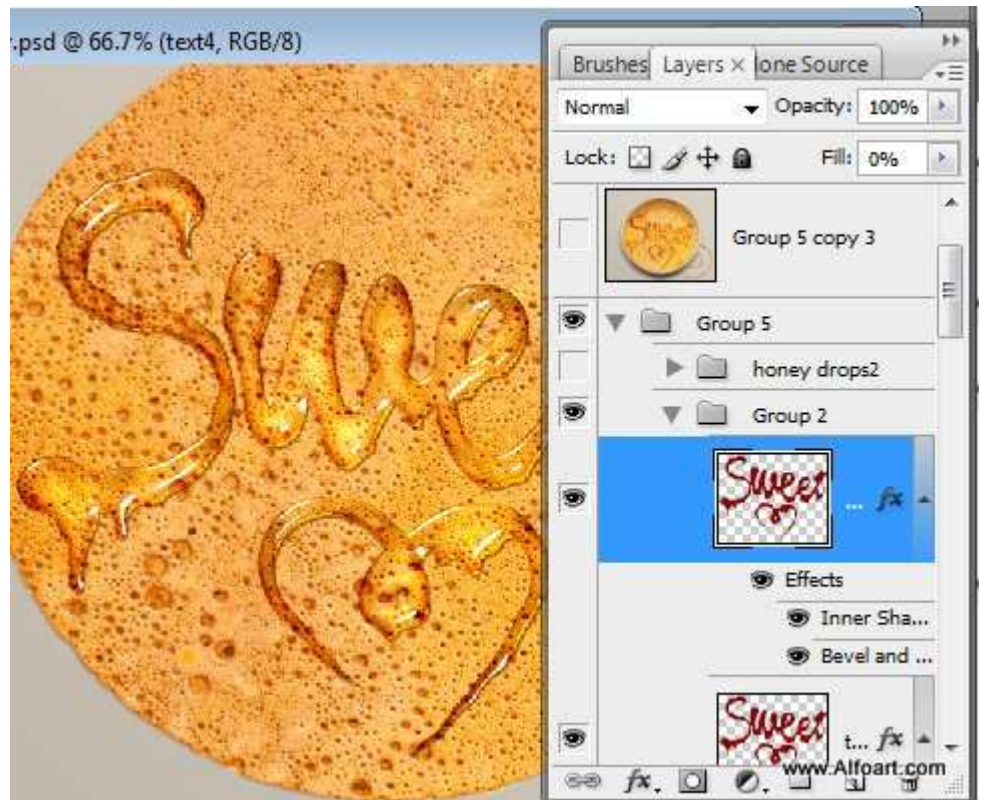 r.psd @ 66.7% (text4, RGB/8)
Swee
Brushes Layers × lone Source
Normal Opacity: 100%
Lock: Fill: 0%
Group 5 copy 3
Group 5
honey drops2
Group 2
Sweet
... fx
Effects
Inner Sha...
Bevel and ...
Sweet
t... fx
www.Alfoart.com
fx.